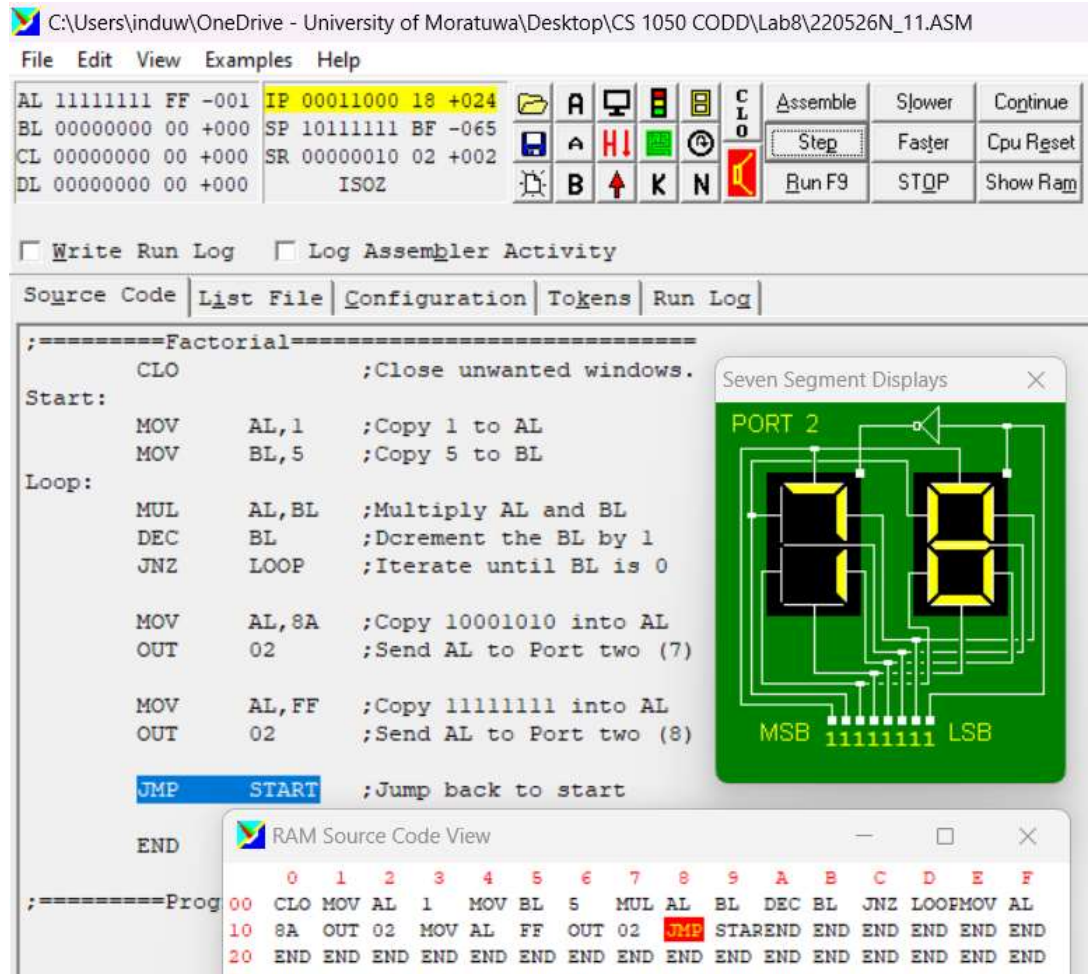 C:\Users\induw\OneDrive - University of Moratuwa\Desktop\CS 1050 CODD\Lab8\220526N_11.ASM
File Edit View Examples Help
AL 11111111 FF -001 IP 00011000 18 +024
BL 00000000 00 +000 SP 10111111 BF -065
CL 00000000 00 +000 SR 00000010 02 +002
DL 00000000 00 +000 ISOZ
A CLO Assemble Slower Continue
A H Step Faster Cpu Reset
B K N Run F9 STOP Show Ram
Write Run Log Log Assembler Activity
Source Code List File Configuration Tokens Run Log
;=========Factorial=============================
CLO ;Close unwanted windows.
Start:
MOV AL,1 ;Copy 1 to AL
MOV BL,5 ;Copy 5 to BL
Loop:
MUL AL,BL ;Multiply AL and BL
DEC BL ;Dcrement the BL by 1
JNZ LOOP ;Iterate until BL is 0
MOV AL,8A ;Copy 10001010 into AL
OUT 02 ;Send AL to Port two (7)
MOV AL,FF ;Copy 11111111 into AL
OUT 02 ;Send AL to Port two (8)
JMP START ;Jump back to start
END
;=========Prog
Seven Segment Displays
PORT 2
78
MSB 11111111 LSB
RAM Source Code View
0 1 2 3 4 5 6 7 8 9 A B C D E F
00 CLO MOV AL 1 MOV BL 5 MUL AL BL DEC BL JNZ LOOPMOV AL
10 8A OUT 02 MOV AL FF OUT 02 JMP STAREND END END END END END
20 END END END END END END END END END END END END END END END END